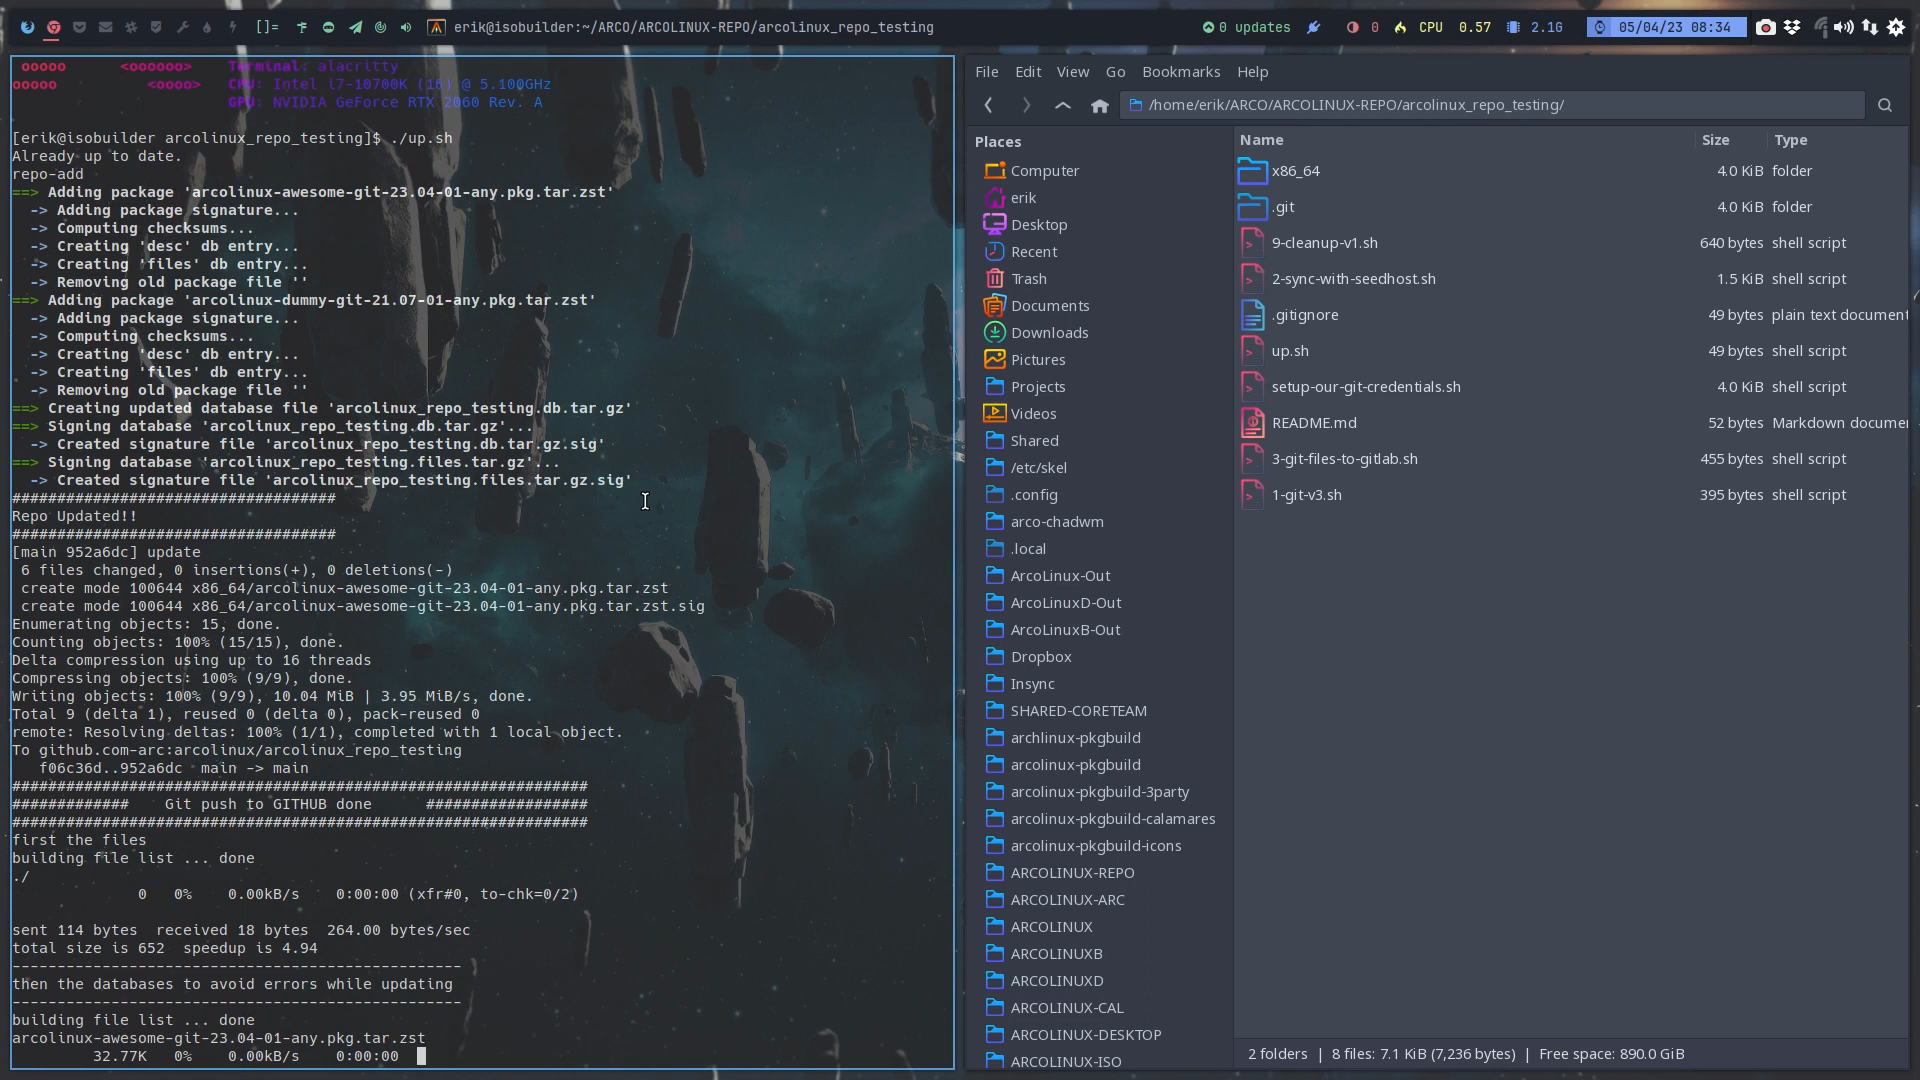 []=
erik@isobuilder:~/ARCO/ARCOLINUX-REPO/arcolinux_repo_testing
0 updates
0
CPU 0.57
2.1G
05/04/23 08:34
ooooo <oooooo> Terminal: alacritty
ooooo <oooo> CPU: Intel i7-10700K (16) @ 5.100GHz
GPU: NVIDIA GeForce RTX 2060 Rev. A
[erik@isobuilder arcolinux_repo_testing]$ ./up.sh
Already up to date.
repo-add
==> Adding package 'arcolinux-awesome-git-23.04-01-any.pkg.tar.zst'
-> Adding package signature...
-> Computing checksums...
-> Creating 'desc' db entry...
-> Creating 'files' db entry...
-> Removing old package file ''
==> Adding package 'arcolinux-dummy-git-21.07-01-any.pkg.tar.zst'
-> Adding package signature...
-> Computing checksums...
-> Creating 'desc' db entry...
-> Creating 'files' db entry...
-> Removing old package file ''
==> Creating updated database file 'arcolinux_repo_testing.db.tar.gz'
==> Signing database 'arcolinux_repo_testing.db.tar.gz'...
-> Created signature file 'arcolinux_repo_testing.db.tar.gz.sig'
==> Signing database 'arcolinux_repo_testing.files.tar.gz'...
-> Created signature file 'arcolinux_repo_testing.files.tar.gz.sig'
####################################
Repo Updated!!
####################################
[main 952a6dc] update
6 files changed, 0 insertions(+), 0 deletions(-)
create mode 100644 x86_64/arcolinux-awesome-git-23.04-01-any.pkg.tar.zst
create mode 100644 x86_64/arcolinux-awesome-git-23.04-01-any.pkg.tar.zst.sig
Enumerating objects: 15, done.
Counting objects: 100% (15/15), done.
Delta compression using up to 16 threads
Compressing objects: 100% (9/9), done.
Writing objects: 100% (9/9), 10.04 MiB | 3.95 MiB/s, done.
Total 9 (delta 1), reused 0 (delta 0), pack-reused 0
remote: Resolving deltas: 100% (1/1), completed with 1 local object.
To github.com-arc:arcolinux/arcolinux_repo_testing
f06c36d..952a6dc main -> main
################################################################
############# Git push to GITHUB done ##################
################################################################
first the files
building file list ... done
./
0 0% 0.00kB/s 0:00:00 (xfr#0, to-chk=0/2)
sent 114 bytes received 18 bytes 264.00 bytes/sec
total size is 652 speedup is 4.94
--------------------------------------------------
then the databases to avoid errors while updating
--------------------------------------------------
building file list ... done
arcolinux-awesome-git-23.04-01-any.pkg.tar.zst
32.77K 0% 0.00kB/s 0:00:00
File Edit View Go Bookmarks Help
/home/erik/ARCO/ARCOLINUX-REPO/arcolinux_repo_testing/
Places
Computer
erik
Desktop
Recent
Trash
Documents
Downloads
Pictures
Projects
Videos
Shared
/etc/skel
.config
arco-chadwm
.local
ArcoLinux-Out
ArcoLinuxD-Out
ArcoLinuxB-Out
Dropbox
Insync
SHARED-CORETEAM
archlinux-pkgbuild
arcolinux-pkgbuild
arcolinux-pkgbuild-3party
arcolinux-pkgbuild-calamares
arcolinux-pkgbuild-icons
ARCOLINUX-REPO
ARCOLINUX-ARC
ARCOLINUX
ARCOLINUXB
ARCOLINUXD
ARCOLINUX-CAL
ARCOLINUX-DESKTOP
ARCOLINUX-ISO
Name Size Type
x86_64 4.0 KiB folder
.git 4.0 KiB folder
9-cleanup-v1.sh 640 bytes shell script
2-sync-with-seedhost.sh 1.5 KiB shell script
.gitignore 49 bytes plain text document
up.sh 49 bytes shell script
setup-our-git-credentials.sh 4.0 KiB shell script
README.md 52 bytes Markdown docume
3-git-files-to-gitlab.sh 455 bytes shell script
1-git-v3.sh 395 bytes shell script
2 folders | 8 files: 7.1 KiB (7,236 bytes) | Free space: 890.0 GiB